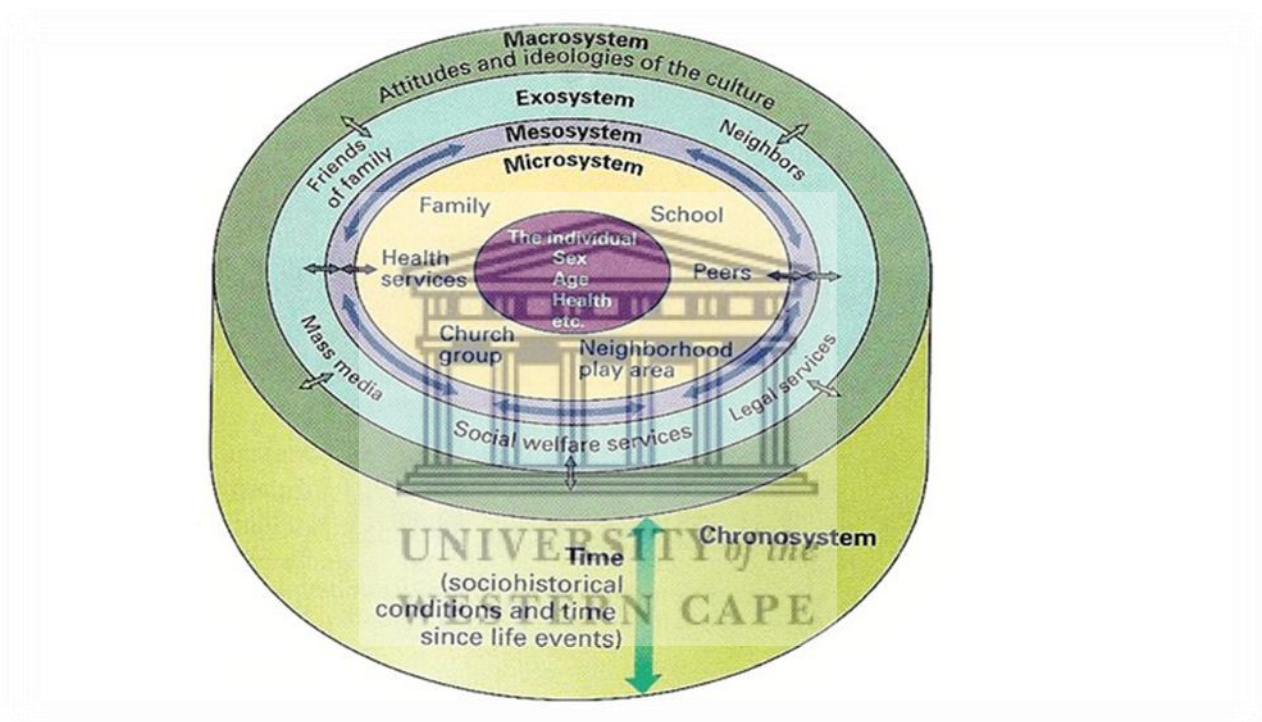 Macrosystem
Attitudes and ideologies of the culture
Exosystem
Mesosystem
Microsystem
Friends
of family
Neighbors
Family
School
The individual
Sex
Age
Health
etc.
Health
services
Peers
Church
group
Neighborhood
play area
Mass media
Legal services
Social welfare services
Chronosystem
Time
(sociohistorical
conditions and time
since life events)
UNIVERSITY of the
WESTERN CAPE